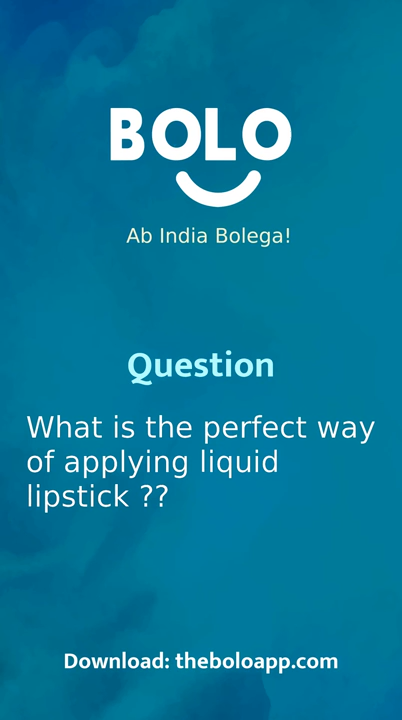 BOLO
Ab India Bolega!
Question
What is the perfect way
of applying liquid
lipstick ??
Download: theboloapp.com